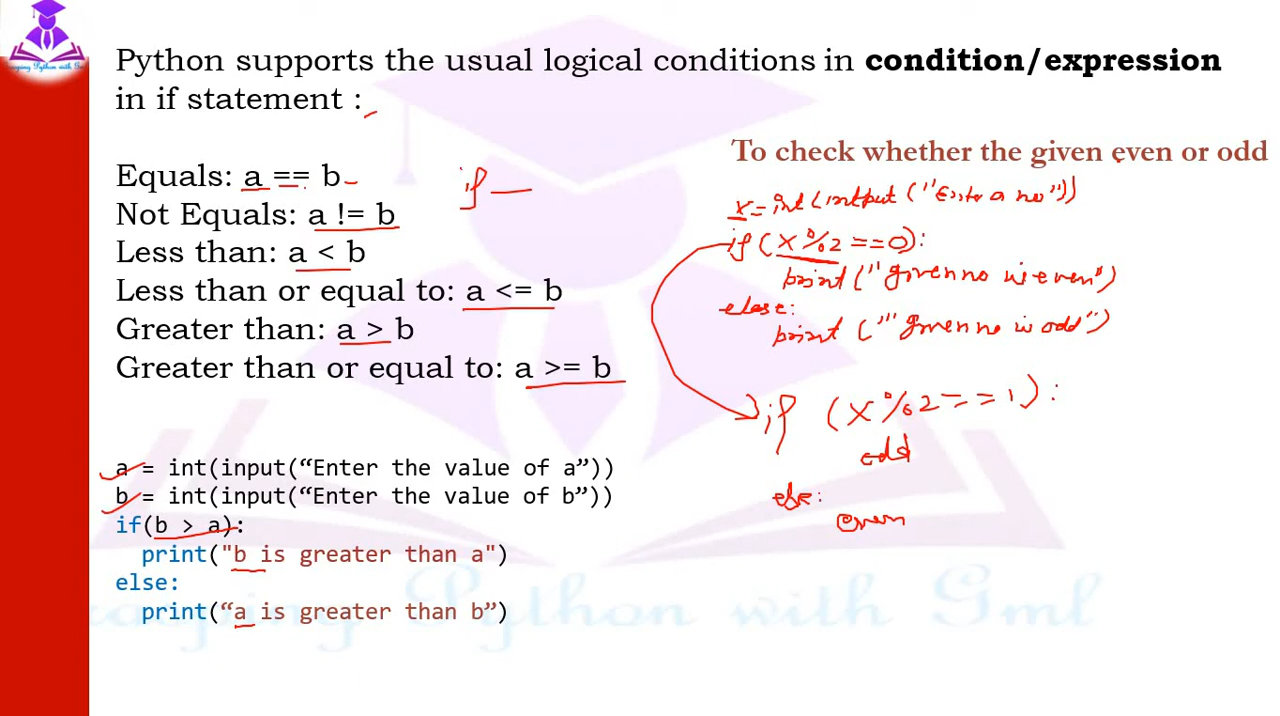 Python supports the usual logical conditions in condition/expression
in if statement :
Equals: a == b
Not Equals: a != b
Less than: a < b
Less than or equal to: a <= b
Greater than: a > b
Greater than or equal to: a >= b
if
a = int(input(“Enter the value of a”))
b = int(input(“Enter the value of b”))
if(b > a):
print("b is greater than a")
else:
print(“a is greater than b”)
To check whether the given even or odd
x=int(intput("Enter a no"))
if (x%2==0):
print("given no is even")
else:
print ("given no is odd")
if (x%2==1):
odd
else:
even
Python with Gml